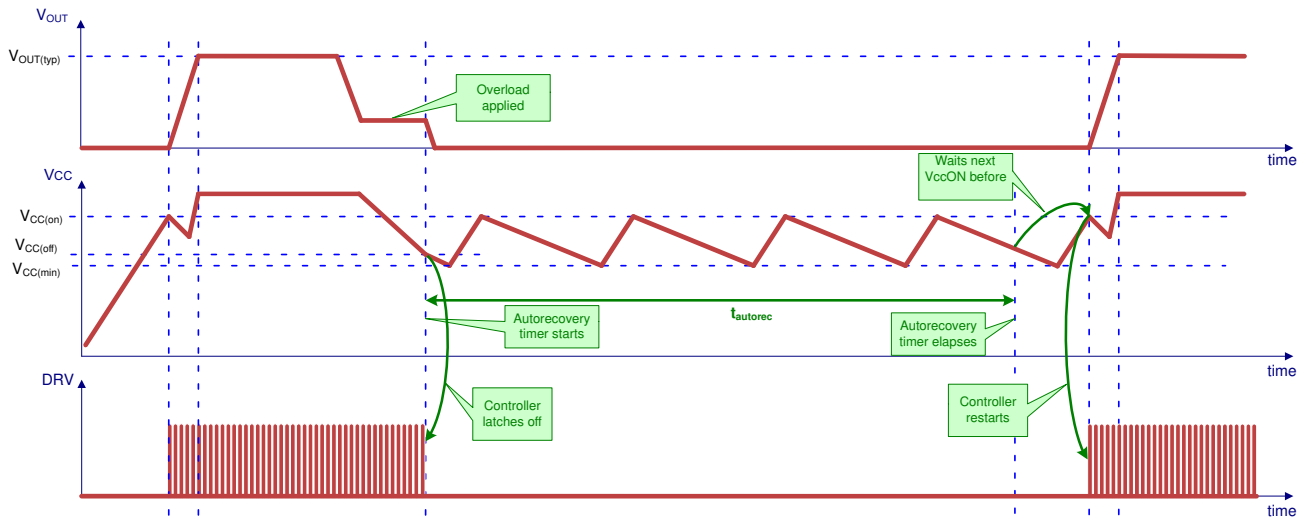 VOUT
VOUT(typ)
Overload
applied
time
VCC
Waits next
VccON before
VCC(on)
VCC(off)
VCC(min)
tautorec
Autorecovery
timer starts
Autorecovery
timer elapses
time
DRV
Controller
latches off
Controller
restarts
time